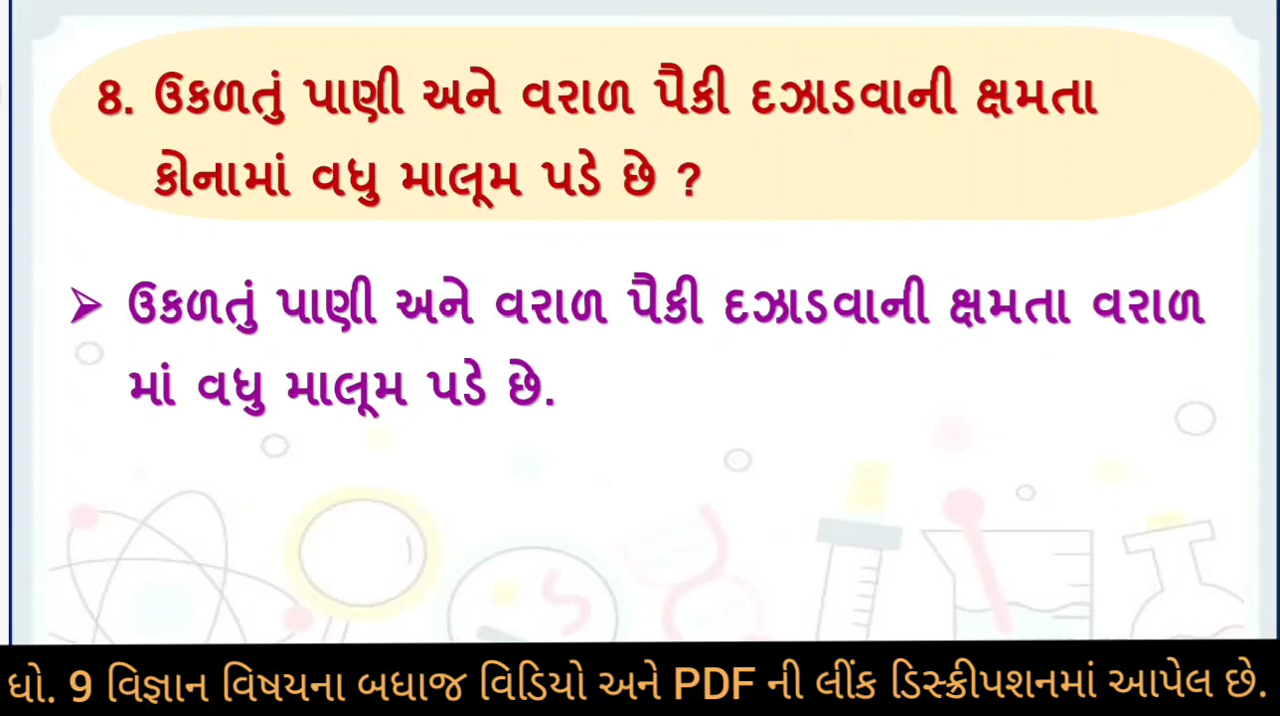 8. ઉકળતું પાણી અને વરાળ પૈકી દઝાડવાની ક્ષમતા
કોનામાં વધુ માલૂમ પડે છે ?
➢ ઉકળતું પાણી અને વરાળ પૈકી દઝાડવાની ક્ષમતા વરાળ
માં વધુ માલૂમ પડે છે.
ધો. 9 વિજ્ઞાન વિષયના બધાજ વિડિયો અને PDF ની લીંક ડિસ્ક્રીપશનમાં આપેલ છે.